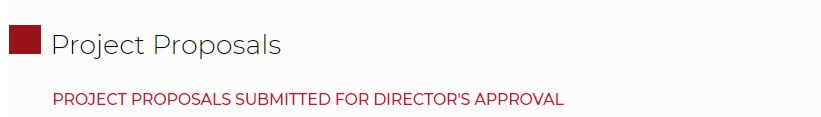 Project Proposals
PROJECT PROPOSALS SUBMITTED FOR DIRECTOR'S APPROVAL